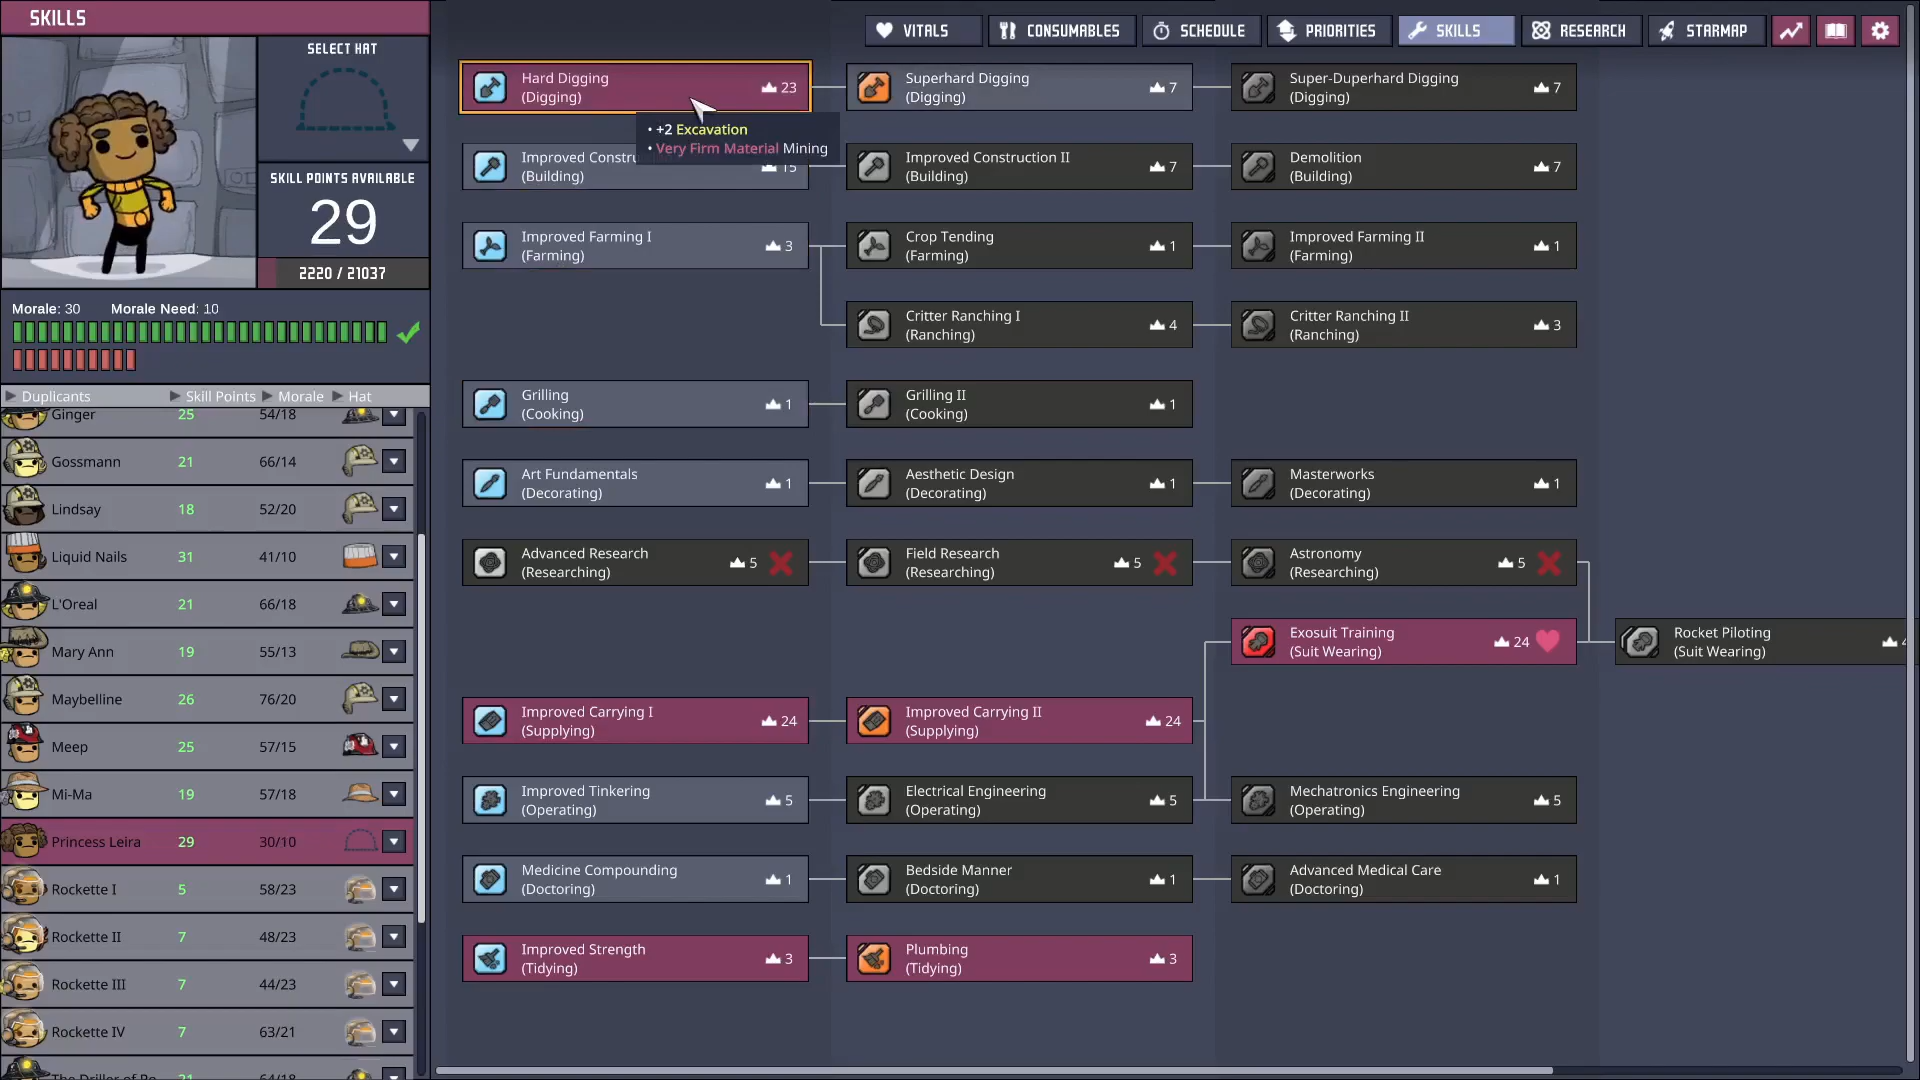 SKILLS
VITALS
CONSUMABLES
SCHEDULE
PRIORITIES
SKILLS
RESEARCH
STARMAP
SELECT HAT
SKILL POINTS AVAILABLE
29
2220 / 21037
Morale: 30 Morale Need: 10
Duplicants Skill Points Morale Hat
Ginger 25 54/18
Gossmann 21 66/14
Lindsay 18 52/20
Liquid Nails 31 41/10
L'Oreal 21 66/18
Mary Ann 19 55/13
Maybelline 26 76/20
Meep 25 57/15
Mi-Ma 19 57/18
Princess Leira 29 30/10
Rockette I 5 58/23
Rockette II 7 48/23
Rockette III 7 44/23
Rockette IV 7 63/21
Hard Digging
(Digging)
23
Superhard Digging
(Digging)
7
Super-Duperhard Digging
(Digging)
7
• +2 Excavation
• Very Firm Material Mining
(Building)
15
Improved Construction II
(Building)
7
Demolition
(Building)
7
Improved Farming I
(Farming)
3
Crop Tending
(Farming)
1
Improved Farming II
(Farming)
1
Critter Ranching I
(Ranching)
4
Critter Ranching II
(Ranching)
3
Grilling
(Cooking)
1
Grilling II
(Cooking)
1
Art Fundamentals
(Decorating)
1
Aesthetic Design
(Decorating)
1
Masterworks
(Decorating)
1
Advanced Research
(Researching)
5
Field Research
(Researching)
5
Astronomy
(Researching)
5
Exosuit Training
(Suit Wearing)
24
Rocket Piloting
(Suit Wearing)
Improved Carrying I
(Supplying)
24
Improved Carrying II
(Supplying)
24
Improved Tinkering
(Operating)
5
Electrical Engineering
(Operating)
5
Mechatronics Engineering
(Operating)
5
Medicine Compounding
(Doctoring)
1
Bedside Manner
(Doctoring)
1
Advanced Medical Care
(Doctoring)
1
Improved Strength
(Tidying)
3
Plumbing
(Tidying)
3